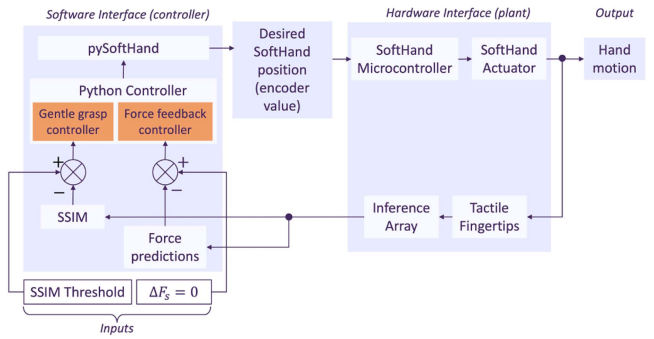 Software Interface (controller)
Hardware Interface (plant)
Output
pySoftHand
Desired
SoftHand
position
(encoder
value)
SoftHand
Microcontroller
SoftHand
Actuator
Hand
motion
Python Controller
Gentle grasp
controller
Force feedback
controller
+
−
+
−
SSIM
Force
predictions
Inference
Array
Tactile
Fingertips
SSIM Threshold
ΔFₛ = 0
Inputs